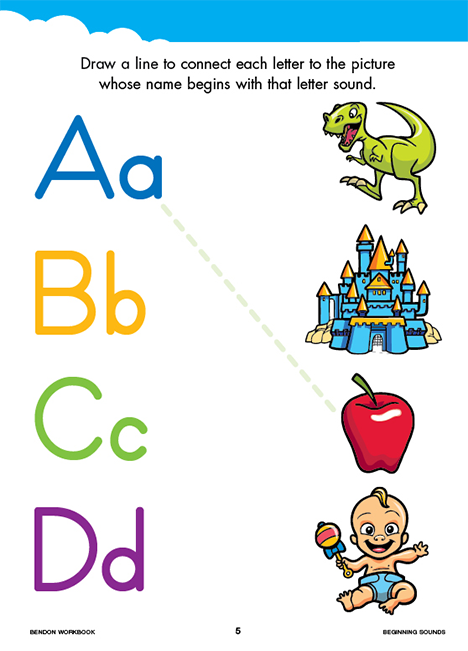 Draw a line to connect each letter to the picture
whose name begins with that letter sound.
Aa
Bb
Cc
Dd
BENDON WORKBOOK 5 BEGINNING SOUNDS